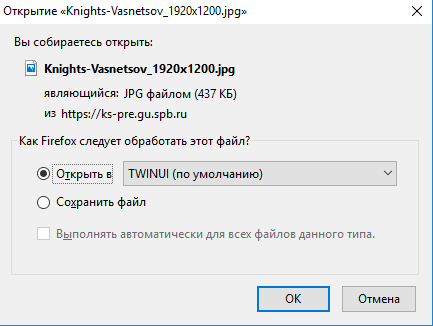 Открытие «Knights-Vasnetsov_1920x1200.jpg»
Вы собираетесь открыть:
Knights-Vasnetsov_1920x1200.jpg
являющийся: JPG файлом (437 КБ)
из https://ks-pre.gu.spb.ru
Как Firefox следует обработать этот файл?
Открыть в TWINUI (по умолчанию)
Сохранить файл
Выполнять автоматически для всех файлов данного типа.
ОК Отмена